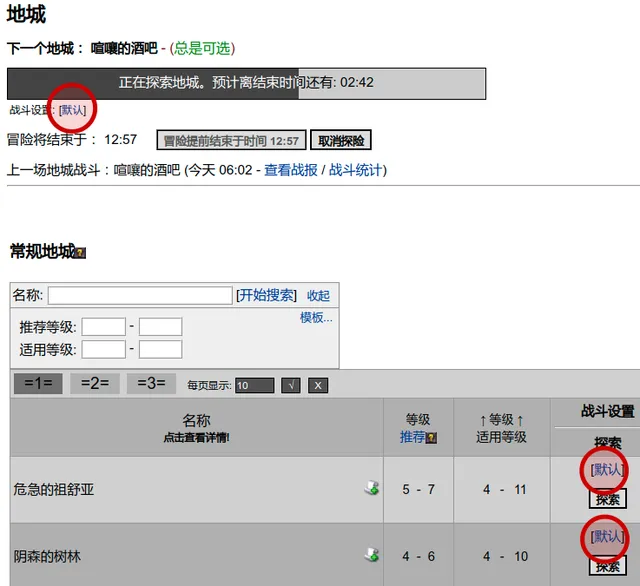 地城
下一个地城： 喧嚷的酒吧 - (总是可选)
正在探索地城。预计离结束时间还有: 02:42
战斗设置: [默认]
冒险将结束于： 12:57 冒险提前结束于时间 12:57 取消探险
上一场地城战斗：喧嚷的酒吧 (今天 06:02 - 查看战报 / 战斗统计)
常规地城?
名称: [开始搜索] 收起
模板...
推荐等级: -
适用等级: -
=1= =2= =3= 每页显示: 10 √ X
名称
点击查看详情!
等级
推荐?
↑ 等级 ↑
适用等级
战斗设置
探索
危急的祖舒亚 5 - 7 4 - 11 [默认]
探索
阴森的树林 4 - 6 4 - 10 [默认]
探索